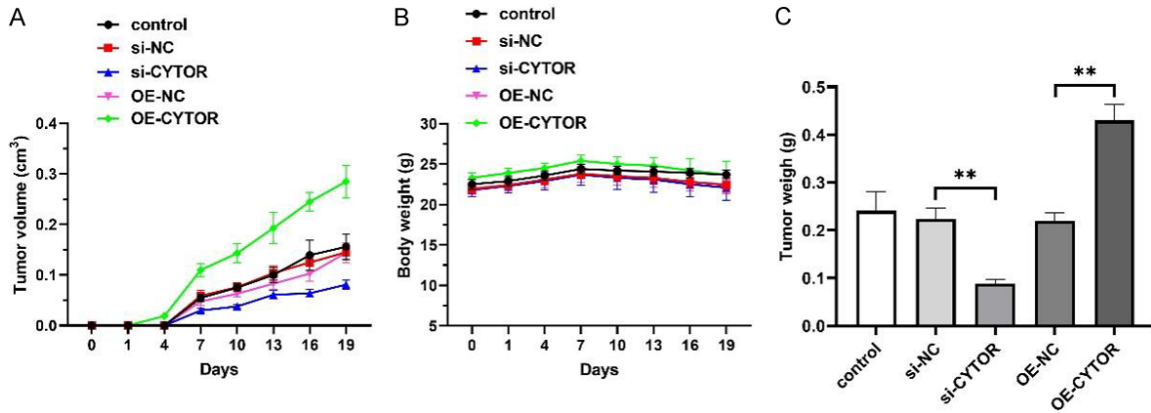 A
control
si-NC
si-CYTOR
OE-NC
OE-CYTOR
Tumor volume (cm³)
0.4
0.3
0.2
0.1
0.0
0 1 4 7 10 13 16 19
Days
B
control
si-NC
si-CYTOR
OE-NC
OE-CYTOR
Body weight (g)
30
25
20
15
10
5
0 1 4 7 10 13 16 19
Days
C
Tumor weigh (g)
0.5
0.4
0.3
0.2
0.1
0.0
**
**
control
si-NC
si-CYTOR
OE-NC
OE-CYTOR